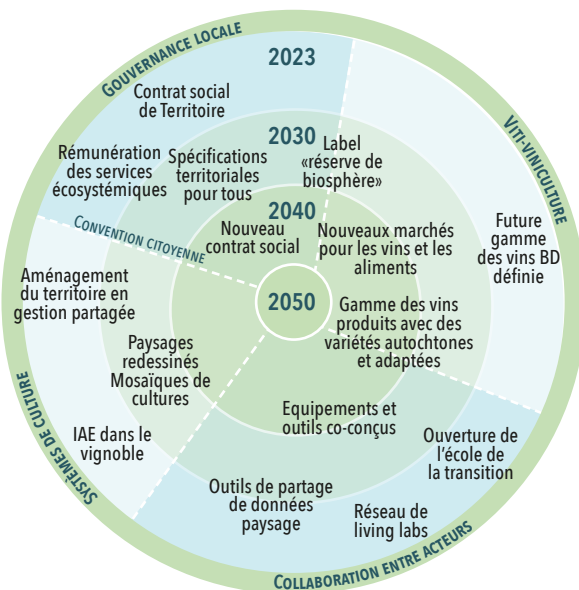 GOUVERNANCE LOCALE
2023
Contrat social
de Territoire
2030
Rémunération
des services
écosystémiques
Spécifications
territoriales
pour tous
Label
«réserve de
biosphère»
VITI-VINICULTURE
2040
Nouveau
contrat social
CONVENTION CITOYENNE
Nouveaux marchés
pour les vins et les
aliments
Future
gamme
des vins BD
définie
2050
Gamme des vins
produits avec des
variétés autochtones
et adaptées
Aménagement
du territoire en
gestion partagée
Paysages
redessinés
Mosaïques de
cultures
IAE dans le
vignoble
SYSTÈMES DE CULTURE
Equipements et
outils co-conçus
Ouverture de
l'école de
la transition
Outils de partage
de données
paysage
Réseau de
living labs
COLLABORATION ENTRE ACTEURS